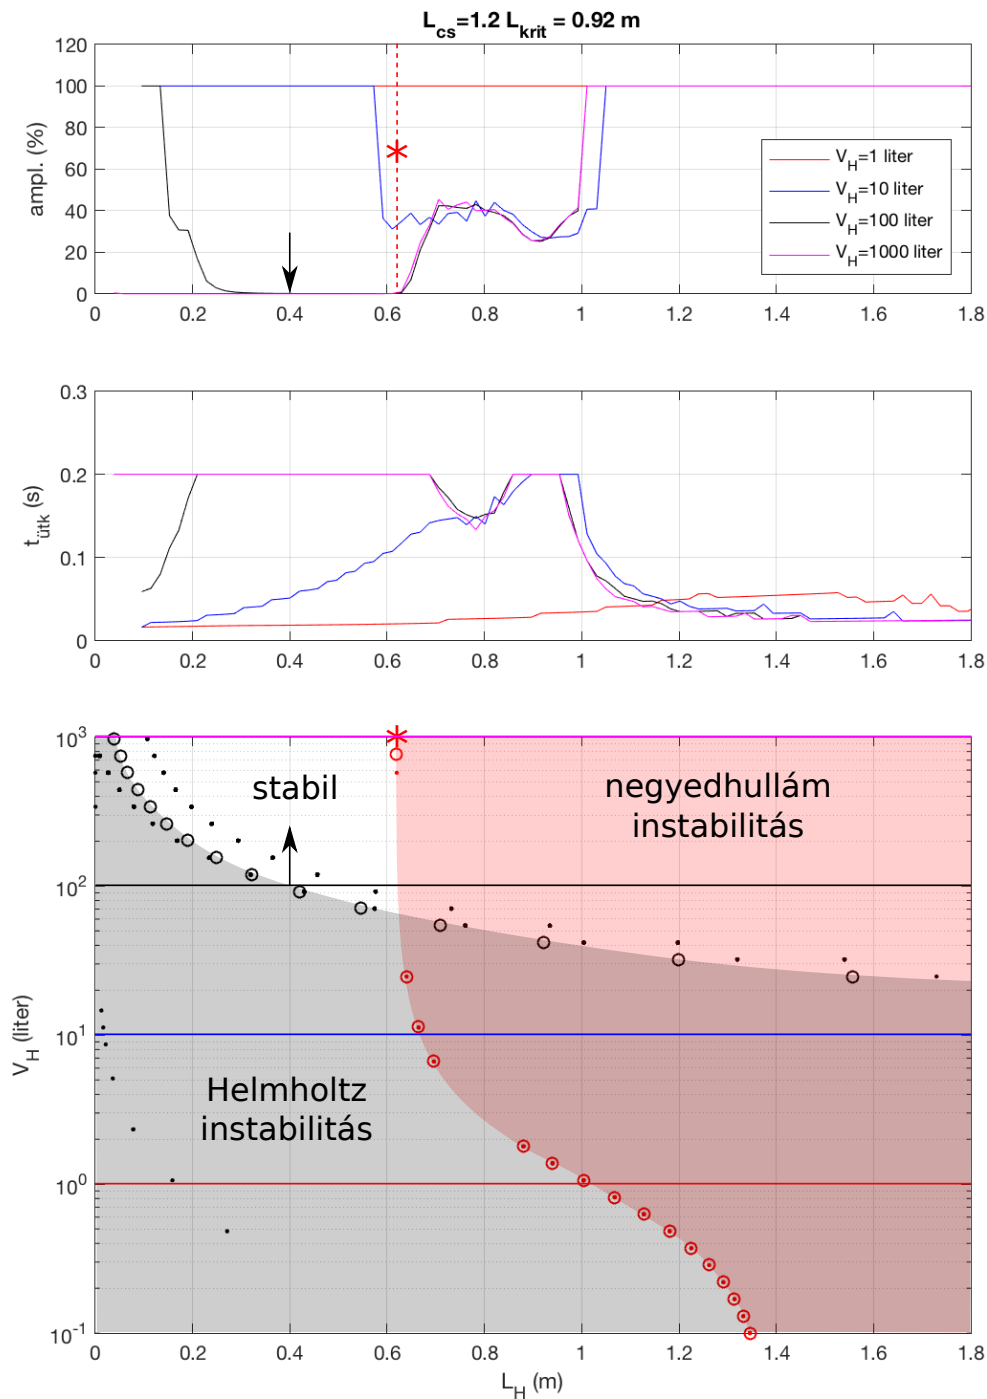 L_cs=1.2 L_krit = 0.92 m
120
100
80
60
40
20
0
ampl. (%)
V_H=1 liter
V_H=10 liter
V_H=100 liter
V_H=1000 liter
0 0.2 0.4 0.6 0.8 1 1.2 1.4 1.6 1.8
0.3
0.2
0.1
0
t_ütk (s)
0 0.2 0.4 0.6 0.8 1 1.2 1.4 1.6 1.8
10^3
10^2
10^1
10^0
10^-1
V_H (liter)
stabil
negyedhullám
instabilitás
Helmholtz
instabilitás
0 0.2 0.4 0.6 0.8 1 1.2 1.4 1.6 1.8
L_H (m)